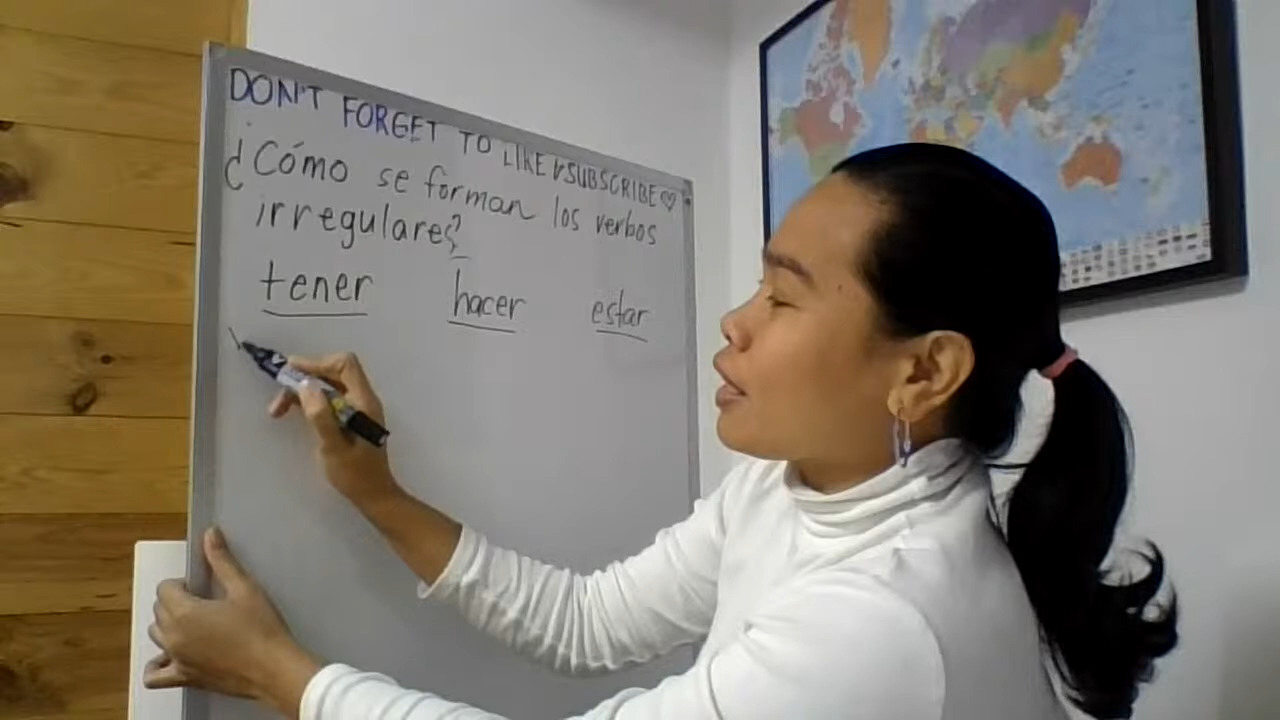 DON'T FORGET TO LIKE & SUBSCRIBE ♡
¿Cómo se forman los verbos
irregulares?
tener hacer estar